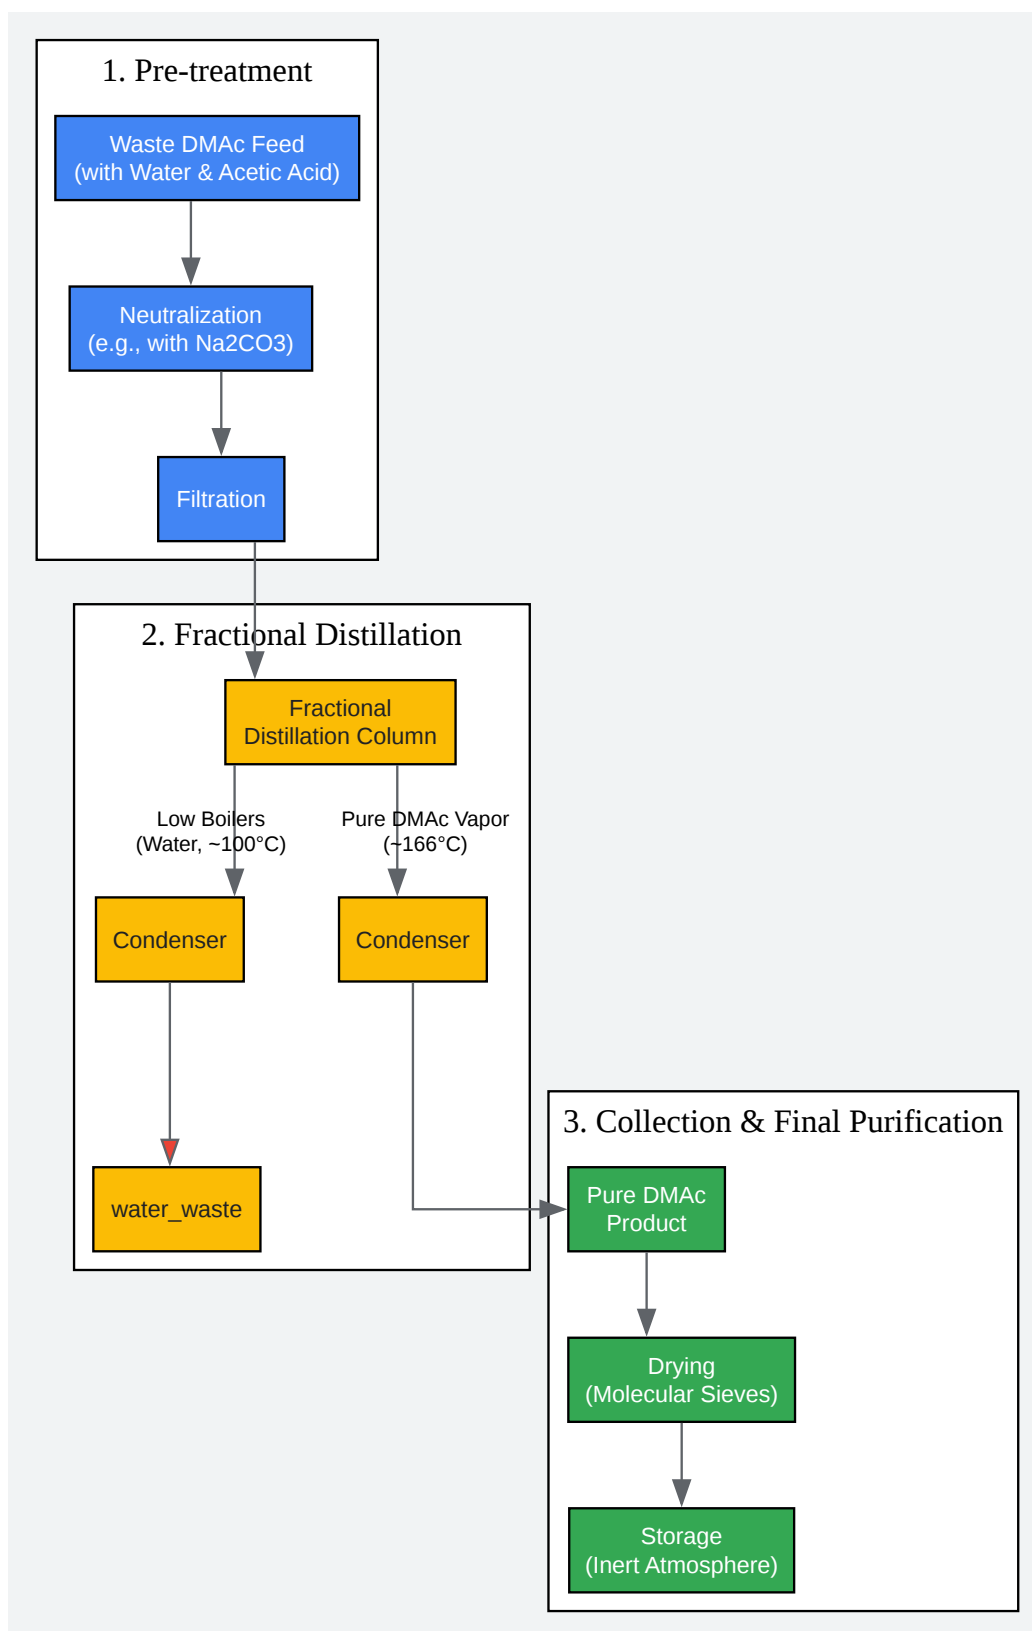 1. Pre-treatment
Waste DMAc Feed
(with Water & Acetic Acid)
Neutralization
(e.g., with Na2CO3)
Filtration
2. Fractional Distillation
Fractional
Distillation Column
Low Boilers
(Water, ~100°C)
Pure DMAc Vapor
(~166°C)
Condenser
Condenser
water_waste
3. Collection & Final Purification
Pure DMAc
Product
Drying
(Molecular Sieves)
Storage
(Inert Atmosphere)